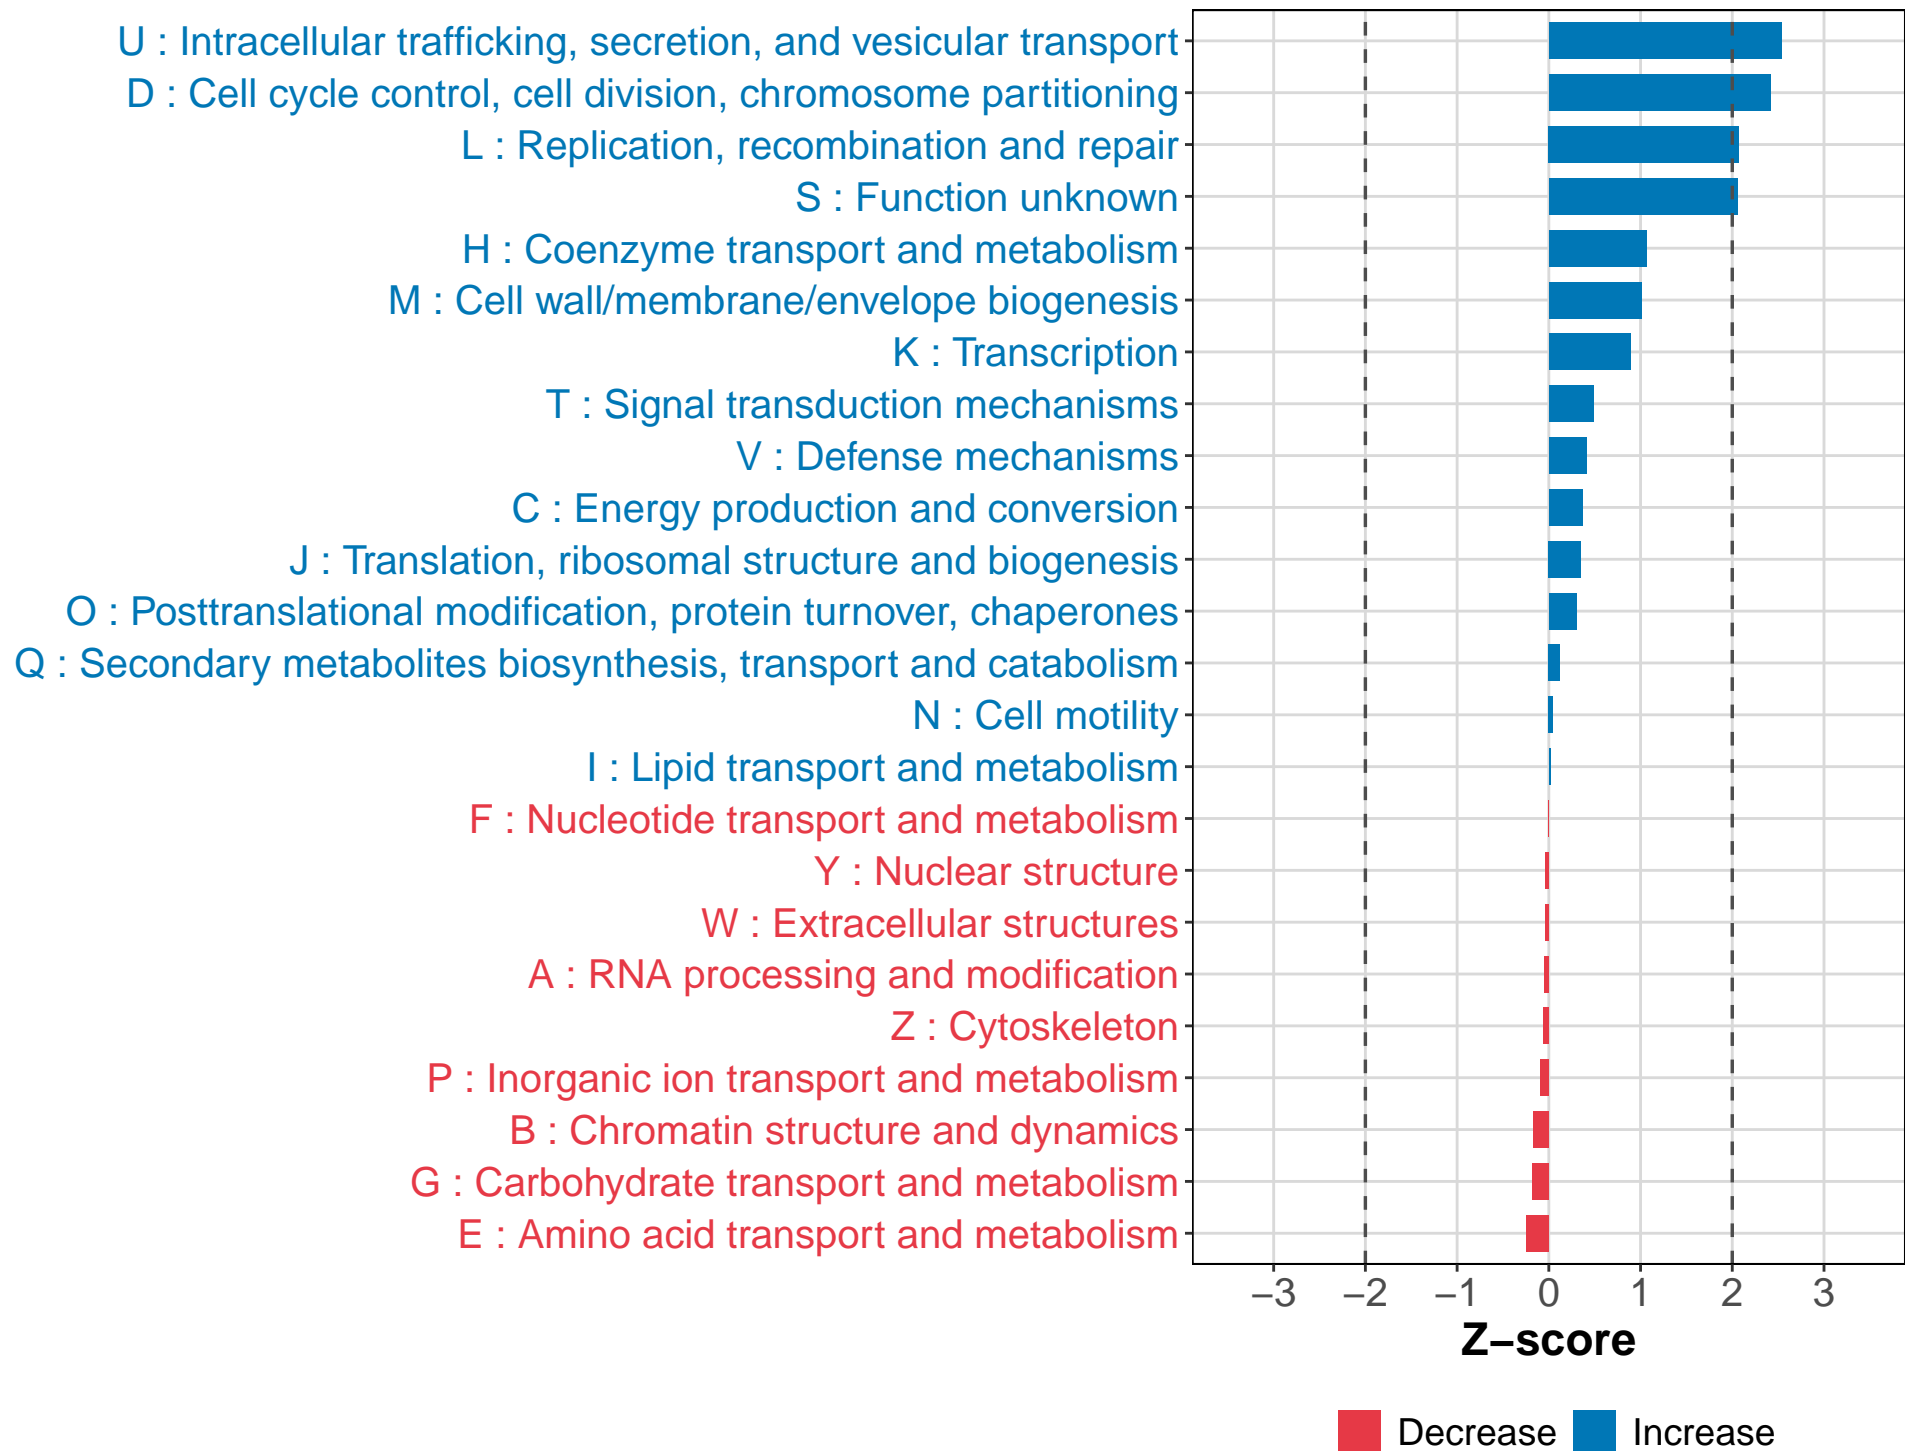 U : Intracellular trafficking, secretion, and vesicular transport
D : Cell cycle control, cell division, chromosome partitioning
L : Replication, recombination and repair
S : Function unknown
H : Coenzyme transport and metabolism
M : Cell wall/membrane/envelope biogenesis
K : Transcription
T : Signal transduction mechanisms
V : Defense mechanisms
C : Energy production and conversion
J : Translation, ribosomal structure and biogenesis
O : Posttranslational modification, protein turnover, chaperones
Q : Secondary metabolites biosynthesis, transport and catabolism
N : Cell motility
I : Lipid transport and metabolism
F : Nucleotide transport and metabolism
Y : Nuclear structure
W : Extracellular structures
A : RNA processing and modification
Z : Cytoskeleton
P : Inorganic ion transport and metabolism
B : Chromatin structure and dynamics
G : Carbohydrate transport and metabolism
E : Amino acid transport and metabolism
−3 −2 −1 0 1 2 3
Z−score
Decrease Increase